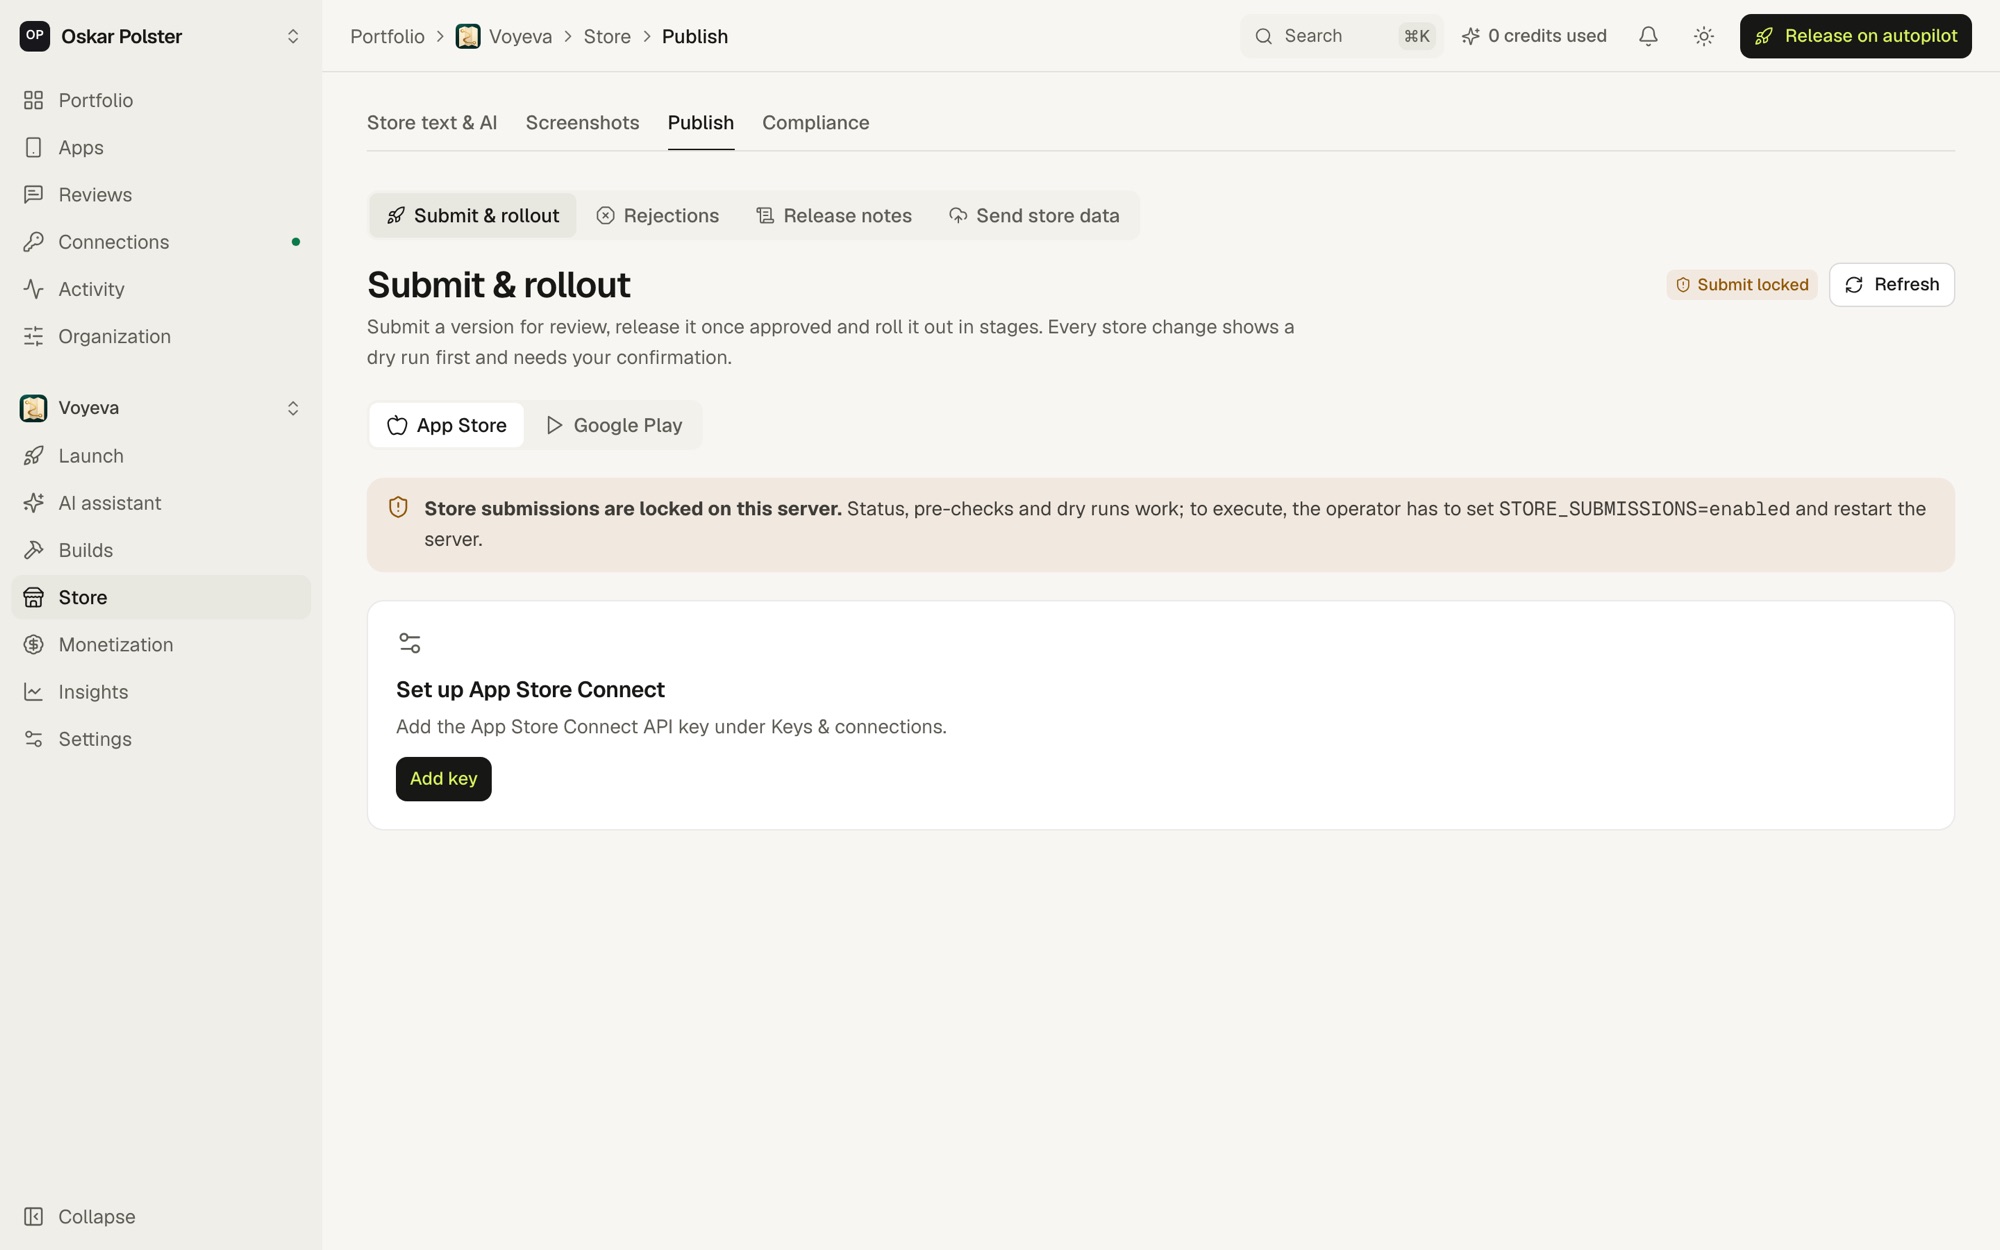 OP
Oskar Polster
Portfolio
Apps
Reviews
Connections
Activity
Organization
Voyeva
Launch
AI assistant
Builds
Store
Monetization
Insights
Settings
Collapse
Portfolio > Voyeva > Store > Publish
Search ⌘K
0 credits used
Release on autopilot
Store text & AI
Screenshots
Publish
Compliance
Submit & rollout
Rejections
Release notes
Send store data
Submit & rollout
Submit locked
Refresh
Submit a version for review, release it once approved and roll it out in stages. Every store change shows a
dry run first and needs your confirmation.
App Store
Google Play
Store submissions are locked on this server. Status, pre-checks and dry runs work; to execute, the operator has to set STORE_SUBMISSIONS=enabled and restart the
server.
Set up App Store Connect
Add the App Store Connect API key under Keys & connections.
Add key